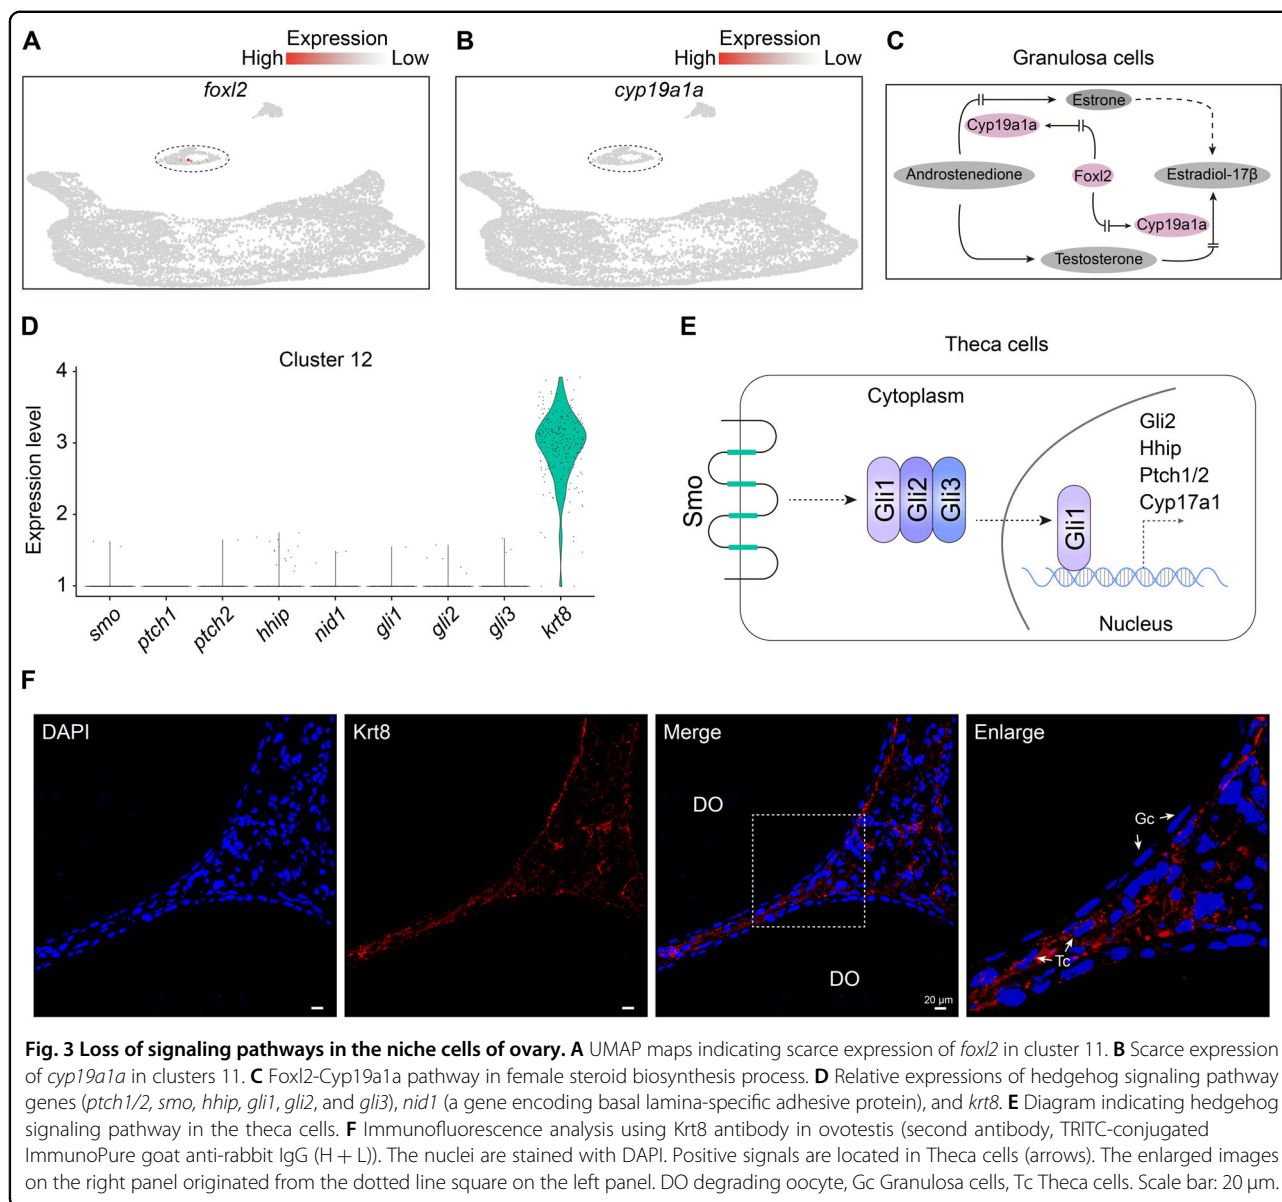 A
Expression
High Low
foxl2
B
Expression
High Low
cyp19a1a
C
Granulosa cells
Estrone
Cyp19a1a
Androstenedione
Foxl2
Estradiol-17β
Cyp19a1a
Testosterone
D
Cluster 12
Expression level
4
3
2
1
smo ptch1 ptch2 hhip nid1 gli1 gli2 gli3 krt8
E
Theca cells
Cytoplasm
Smo
Gli1 Gli2 Gli3
Gli1
Gli2
Hhip
Ptch1/2
Cyp17a1
Nucleus
F
DAPI
Krt8
Merge
DO
DO
20 µm
Enlarge
Gc
Tc
Fig. 3 Loss of signaling pathways in the niche cells of ovary. A UMAP maps indicating scarce expression of foxl2 in cluster 11. B Scarce expression
of cyp19a1a in clusters 11. C Foxl2-Cyp19a1a pathway in female steroid biosynthesis process. D Relative expressions of hedgehog signaling pathway
genes (ptch1/2, smo, hhip, gli1, gli2, and gli3), nid1 (a gene encoding basal lamina-specific adhesive protein), and krt8. E Diagram indicating hedgehog
signaling pathway in the theca cells. F Immunofluorescence analysis using Krt8 antibody in ovotestis (second antibody, TRITC-conjugated
ImmunoPure goat anti-rabbit IgG (H + L)). The nuclei are stained with DAPI. Positive signals are located in Theca cells (arrows). The enlarged images
on the right panel originated from the dotted line square on the left panel. DO degrading oocyte, Gc Granulosa cells, Tc Theca cells. Scale bar: 20 µm.